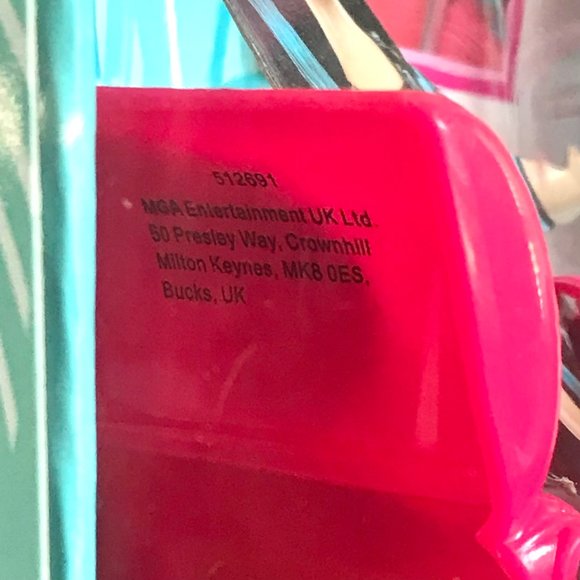 512691
MGA Entertainment UK Ltd.
50 Presley Way, Crownhill
Milton Keynes, MK8 0ES,
Bucks, UK